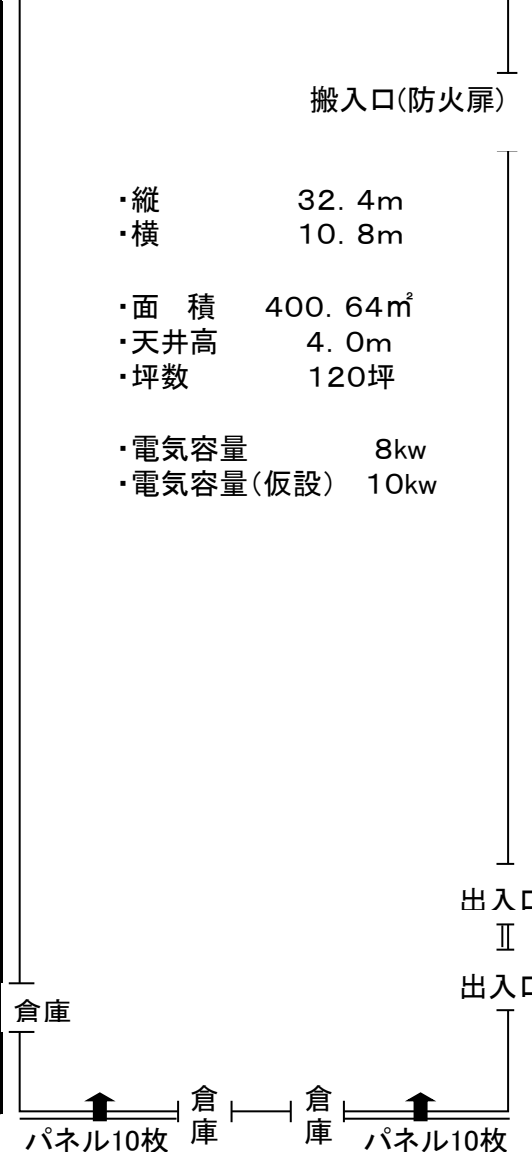 搬入口(防火扉)
・縦 32．4m
・横 10．8m
・面 積 400．64㎡
・天井高 4．0m
・坪数 120坪
・電気容量 8kw
・電気容量(仮設) 10kw
出入口
出入口
倉庫
倉庫
倉庫
パネル10枚
パネル10枚